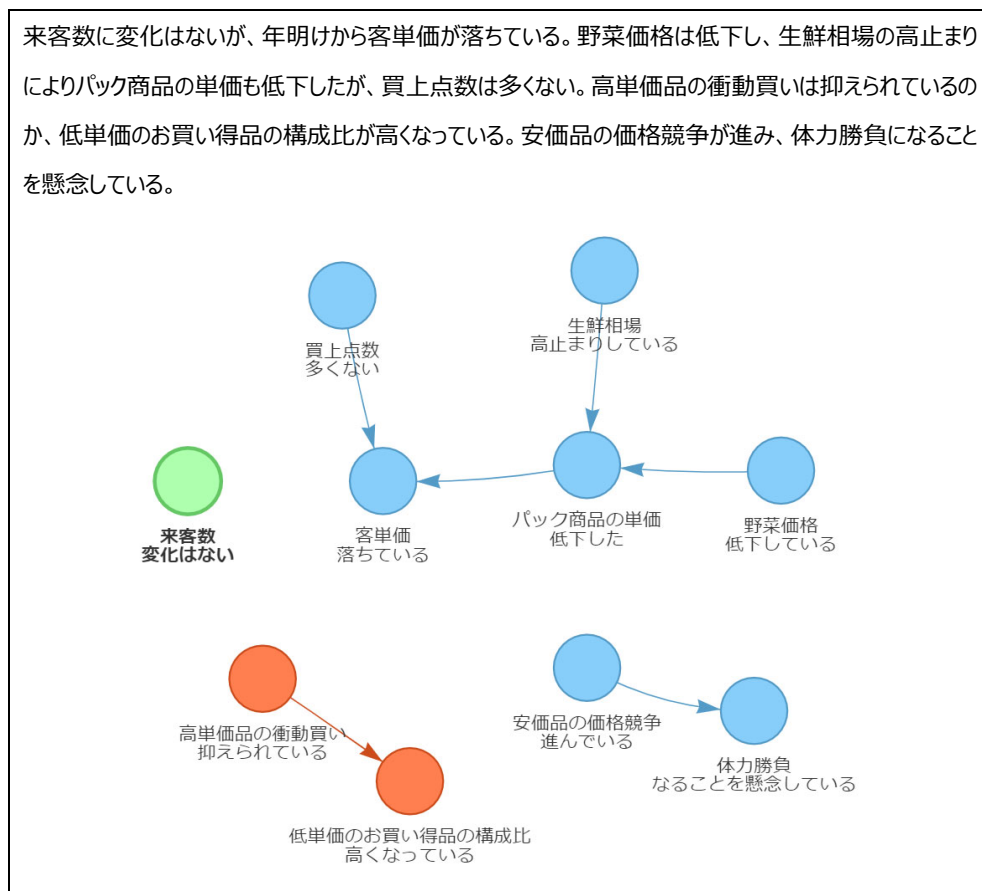 来客数に変化はないが、年明けから客単価が落ちている。野菜価格は低下し、生鮮相場の高止まり
によりパック商品の単価も低下したが、買上点数は多くない。高単価品の衝動買いは抑えられているの
か、低単価のお買い得品の構成比が高くなっている。安価品の価格競争が進み、体力勝負になること
を懸念している。
生鮮相場
高止まりしている
買上点数
多くない
来客数
変化はない
客単価
落ちている
パック商品の単価
低下した
野菜価格
低下している
高単価品の衝動買い
抑えられている
安価品の価格競争
進んでいる
体力勝負
なることを懸念している
低単価のお買い得品の構成比
高くなっている